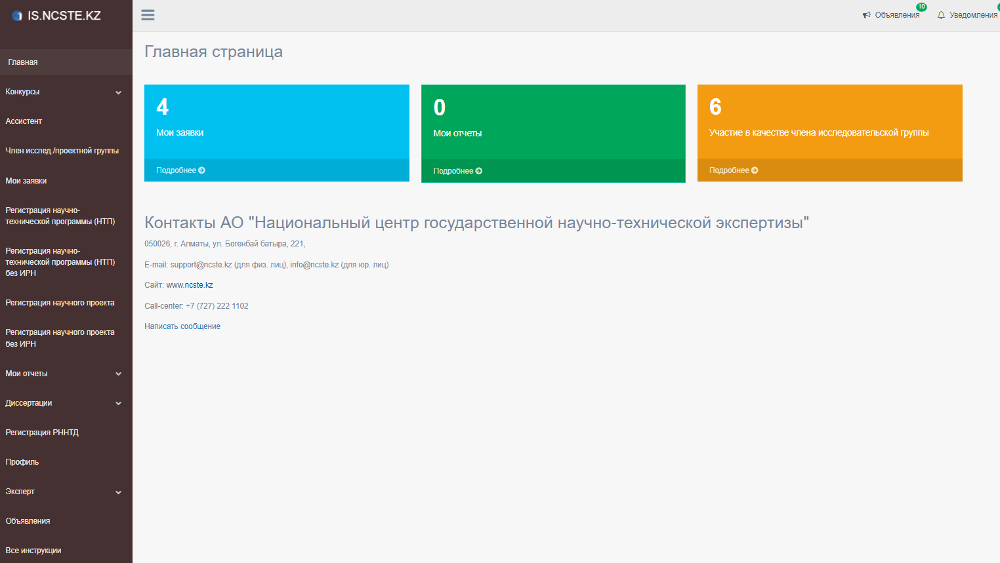 IS.NCSTE.KZ
Главная
Конкурсы
Ассистент
Член исслед./проектной группы
Мои заявки
Регистрация научно-
технической программы (НТП)
Регистрация научно-
технической программы (НТП)
без ИРН
Регистрация научного проекта
Регистрация научного проекта
без ИРН
Мои отчеты
Диссертации
Регистрация РННТД
Профиль
Эксперт
Объявления
Все инструкции
Объявления 10
Уведомления
Главная страница
4
Мои заявки
Подробнее
0
Мои отчеты
Подробнее
6
Участие в качестве члена исследовательской группы
Подробнее
Контакты АО "Национальный центр государственной научно-технической экспертизы"
050026, г. Алматы, ул. Богенбай батыра, 221,
E-mail: support@ncste.kz (для физ. лиц), info@ncste.kz (для юр. лиц)
Сайт: www.ncste.kz
Call-center: +7 (727) 222 1102
Написать сообщение